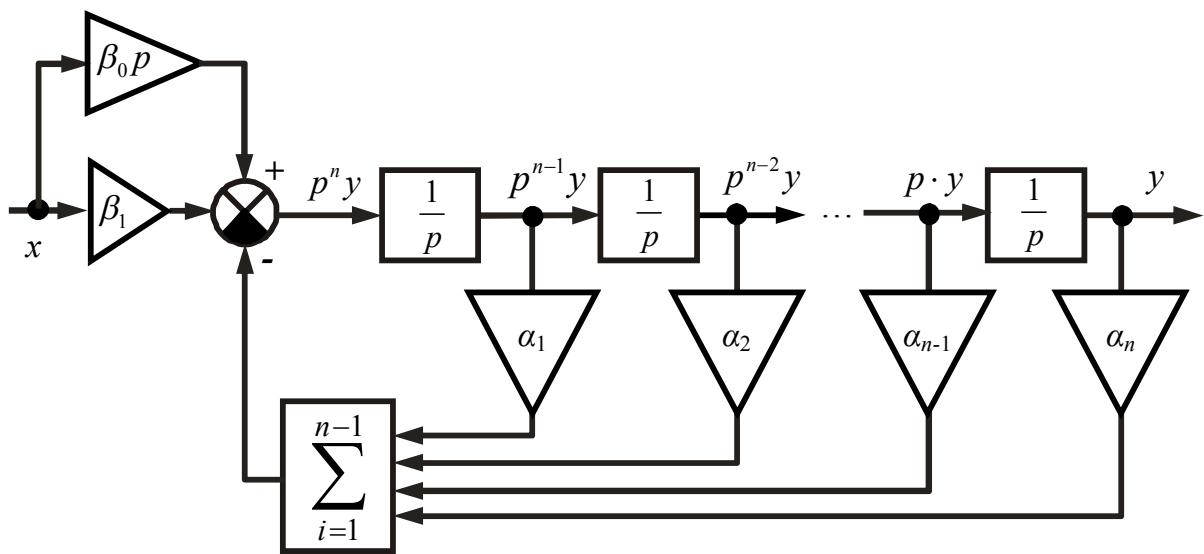 β₀p
+
pⁿy
1/p
pⁿ⁻¹y
1/p
pⁿ⁻²y
...
p · y
1/p
y
β₁
x
-
α₁
α₂
αₙ₋₁
αₙ
n−1
∑
i=1